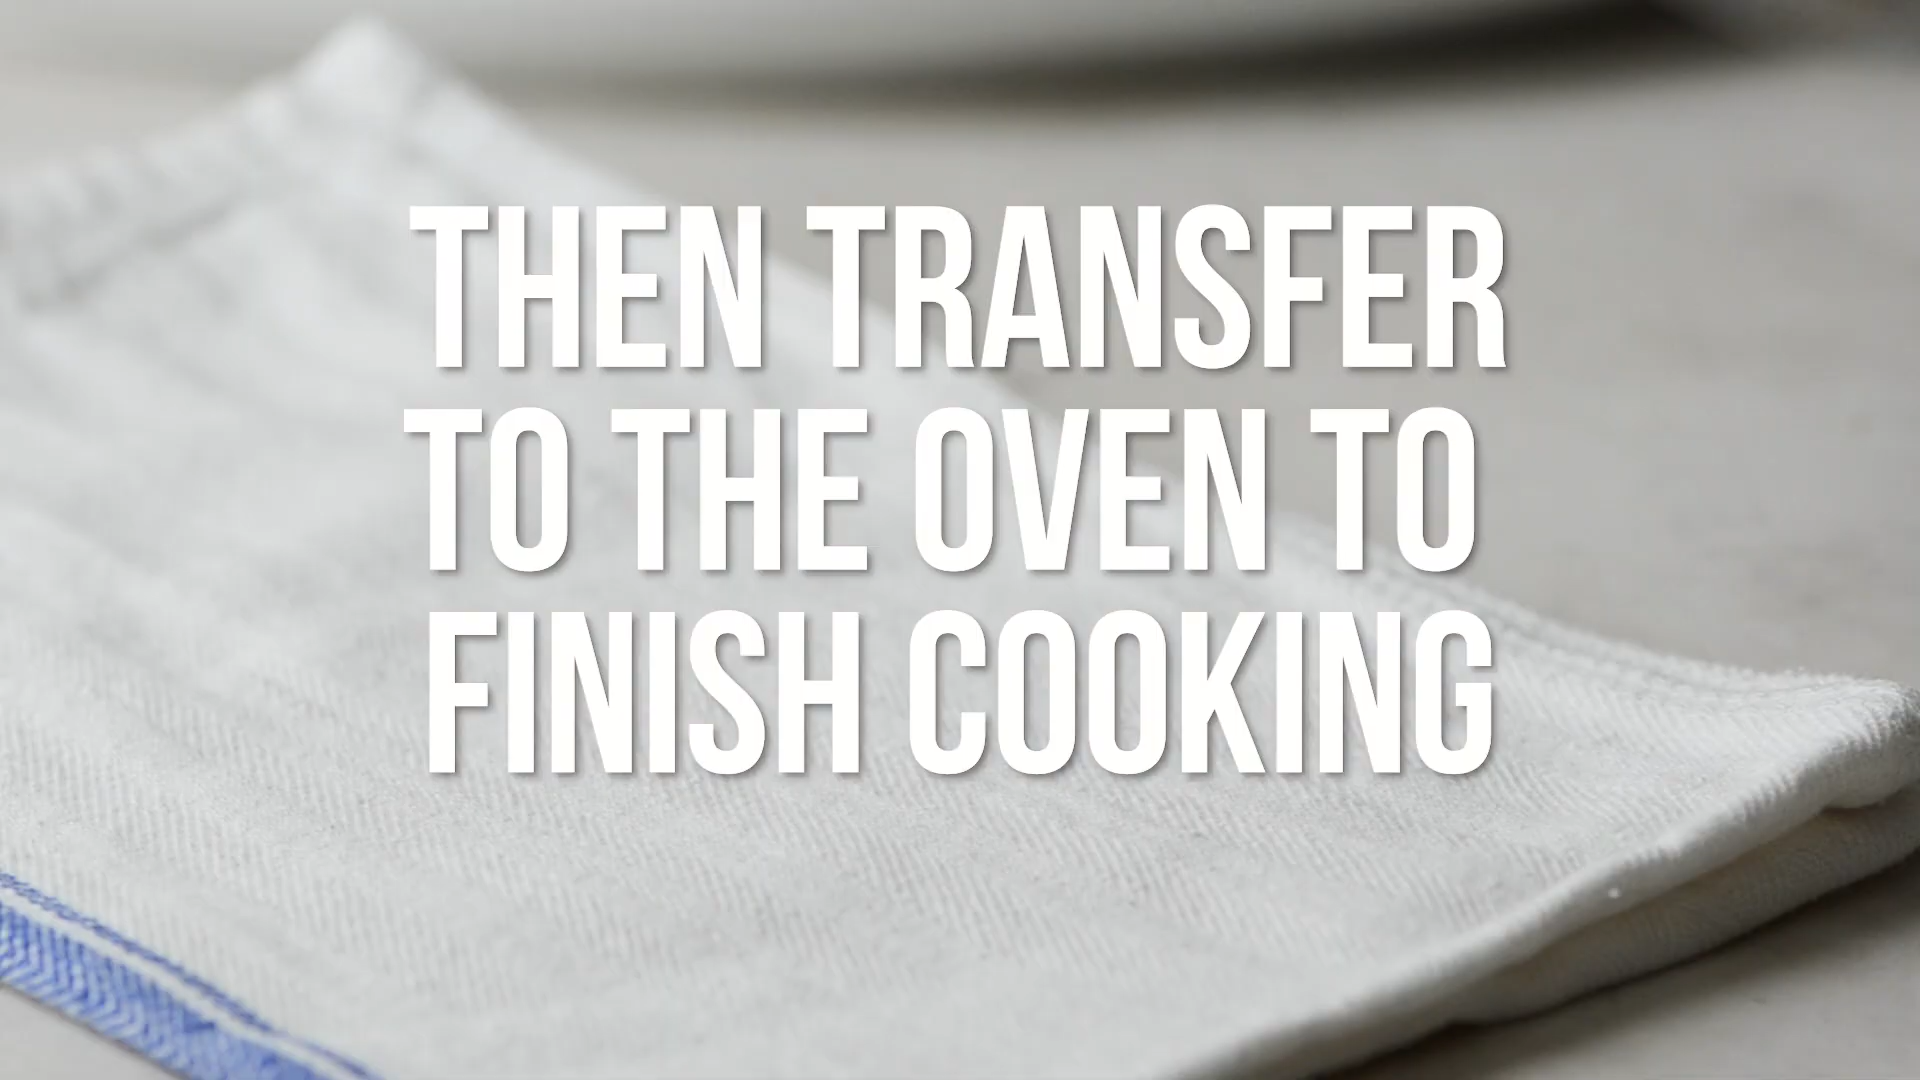 THEN TRANSFER
TO THE OVEN TO
FINISH COOKING